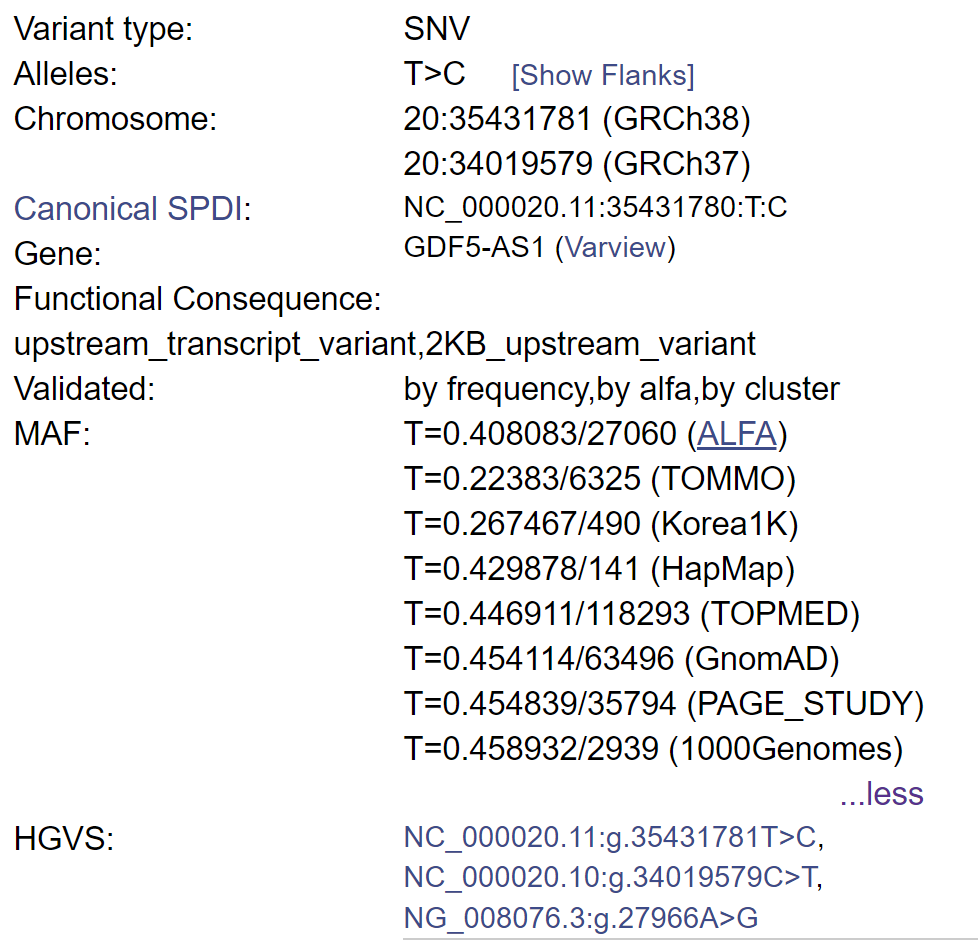 Variant type: SNV
Alleles: T>C [Show Flanks]
Chromosome: 20:35431781 (GRCh38)
20:34019579 (GRCh37)
Canonical SPDI: NC_000020.11:35431780:T:C
Gene: GDF5-AS1 (Varview)
Functional Consequence:
upstream_transcript_variant,2KB_upstream_variant
Validated: by frequency,by alfa,by cluster
MAF: T=0.408083/27060 (ALFA)
T=0.22383/6325 (TOMMO)
T=0.267467/490 (Korea1K)
T=0.429878/141 (HapMap)
T=0.446911/118293 (TOPMED)
T=0.454114/63496 (GnomAD)
T=0.454839/35794 (PAGE_STUDY)
T=0.458932/2939 (1000Genomes)
...less
HGVS: NC_000020.11:g.35431781T>C,
NC_000020.10:g.34019579C>T,
NG_008076.3:g.27966A>G